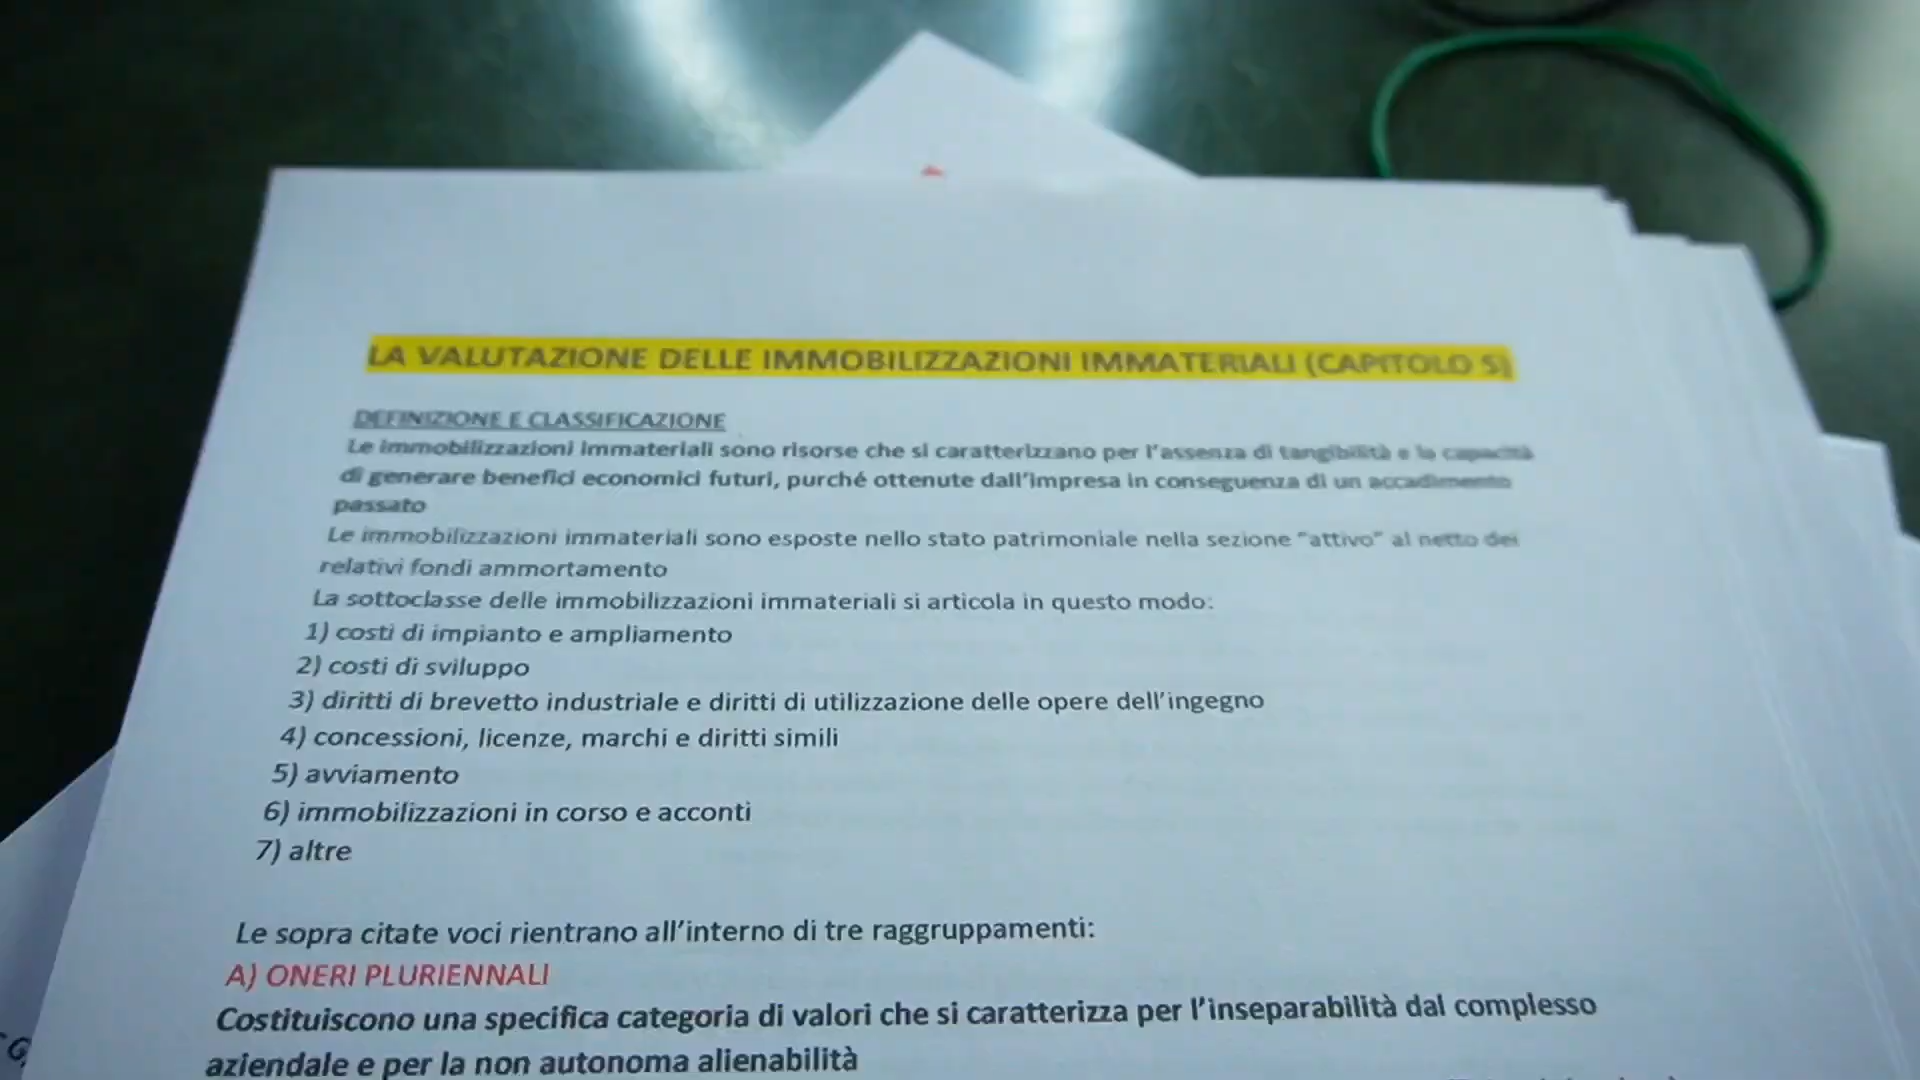 LA VALUTAZIONE DELLE IMMOBILIZZAZIONI IMMATERIALI (CAPITOLO 5)
DEFINIZIONE E CLASSIFICAZIONE
Le immobilizzazioni immateriali sono risorse che si caratterizzano per l'assenza di tangibilità e la capacità
di generare benefici economici futuri, purché ottenute dall'impresa in conseguenza di un accadimento
passato
Le immobilizzazioni immateriali sono esposte nello stato patrimoniale nella sezione "attivo" al netto dei
relativi fondi ammortamento
La sottoclasse delle immobilizzazioni immateriali si articola in questo modo:
1) costi di impianto e ampliamento
2) costi di sviluppo
3) diritti di brevetto industriale e diritti di utilizzazione delle opere dell'ingegno
4) concessioni, licenze, marchi e diritti simili
5) avviamento
6) immobilizzazioni in corso e acconti
7) altre
Le sopra citate voci rientrano all'interno di tre raggruppamenti:
A) ONERI PLURIENNALI
Costituiscono una specifica categoria di valori che si caratterizza per l'inseparabilità dal complesso
aziendale e per la non autonoma alienabilità